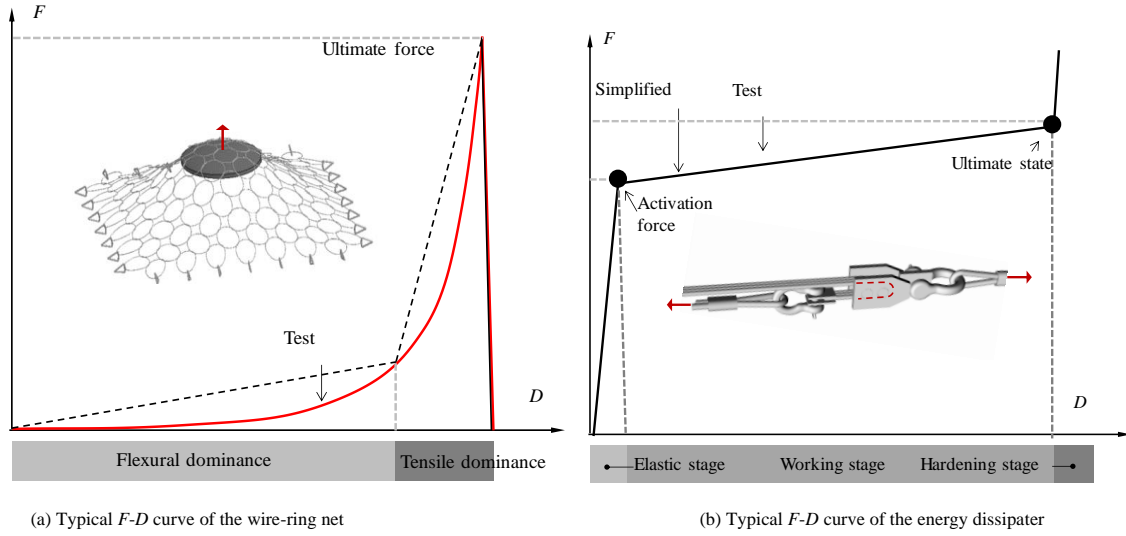 F
Ultimate force
Test
D
Flexural dominance
Tensile dominance
(a) Typical F-D curve of the wire-ring net
F
Simplified
Test
Ultimate state
Activation
force
D
Elastic stage
Working stage
Hardening stage
(b) Typical F-D curve of the energy dissipater